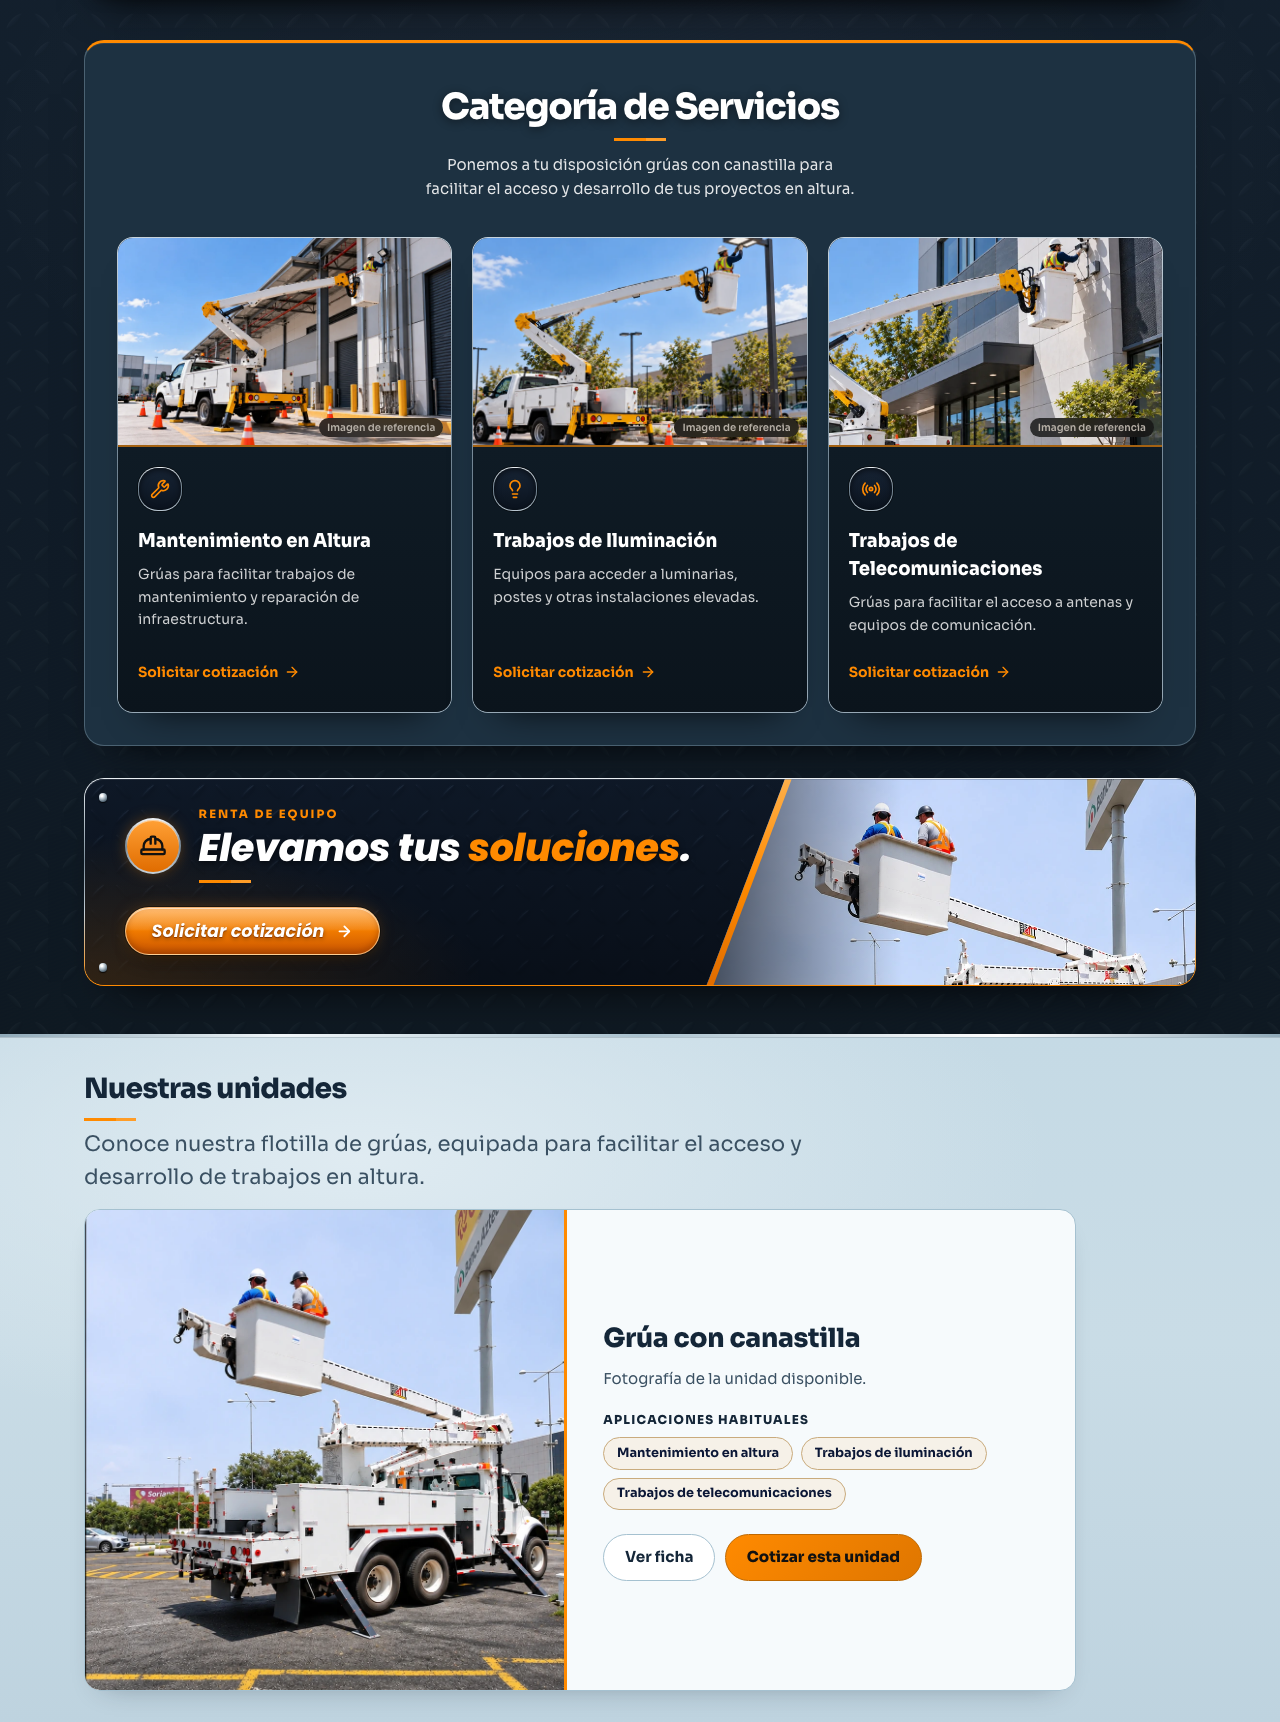 Categoría de Servicios
Ponemos a tu disposición grúas con canastilla para
facilitar el acceso y desarrollo de tus proyectos en altura.
Imagen de referencia
Mantenimiento en Altura
Grúas para facilitar trabajos de
mantenimiento y reparación de
infraestructura.
Solicitar cotización →
Imagen de referencia
Trabajos de Iluminación
Equipos para acceder a luminarias,
postes y otras instalaciones elevadas.
Solicitar cotización →
Imagen de referencia
Trabajos de
Telecomunicaciones
Grúas para facilitar el acceso a antenas y
equipos de comunicación.
Solicitar cotización →
RENTA DE EQUIPO
Elevamos tus soluciones.
Solicitar cotización →
Nuestras unidades
Conoce nuestra flotilla de grúas, equipada para facilitar el acceso y
desarrollo de trabajos en altura.
Banco Azte
Grúa con canastilla
Fotografía de la unidad disponible.
APLICACIONES HABITUALES
Mantenimiento en altura
Trabajos de iluminación
Trabajos de telecomunicaciones
Ver ficha
Cotizar esta unidad